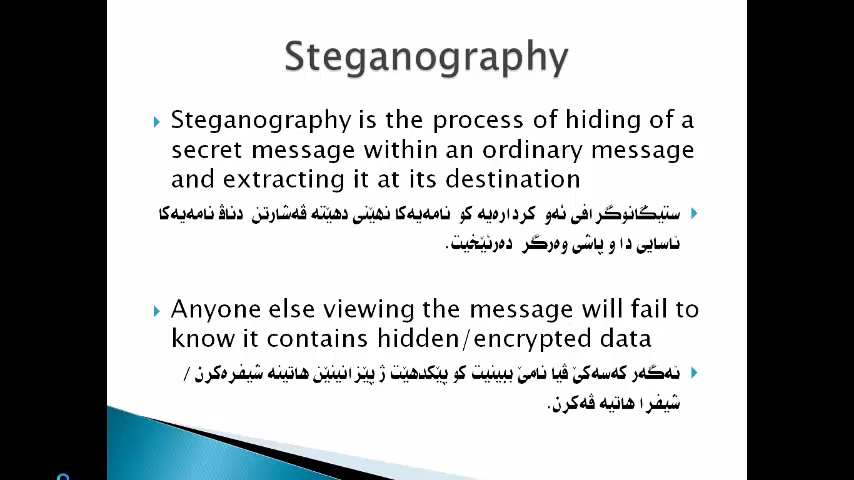 Steganography
Steganography is the process of hiding of a
secret message within an ordinary message
and extracting it at its destination
ستيگانوگرافی ئەو کردارەیە کو نامەیەکا نهێنی دهێتە ڤەشارتن دناڤ نامەیەکا
ئاسایی دا و پاشی وەرگر دەرئێخیت.
Anyone else viewing the message will fail to
know it contains hidden/encrypted data
ئەگەر کەسەکێ ڤیا نامێ ببینیت کو پێکدهێت ژ پێزانینێن هاتینە شیفرەکرن /
شیفرا هاتیە ڤەکرن.